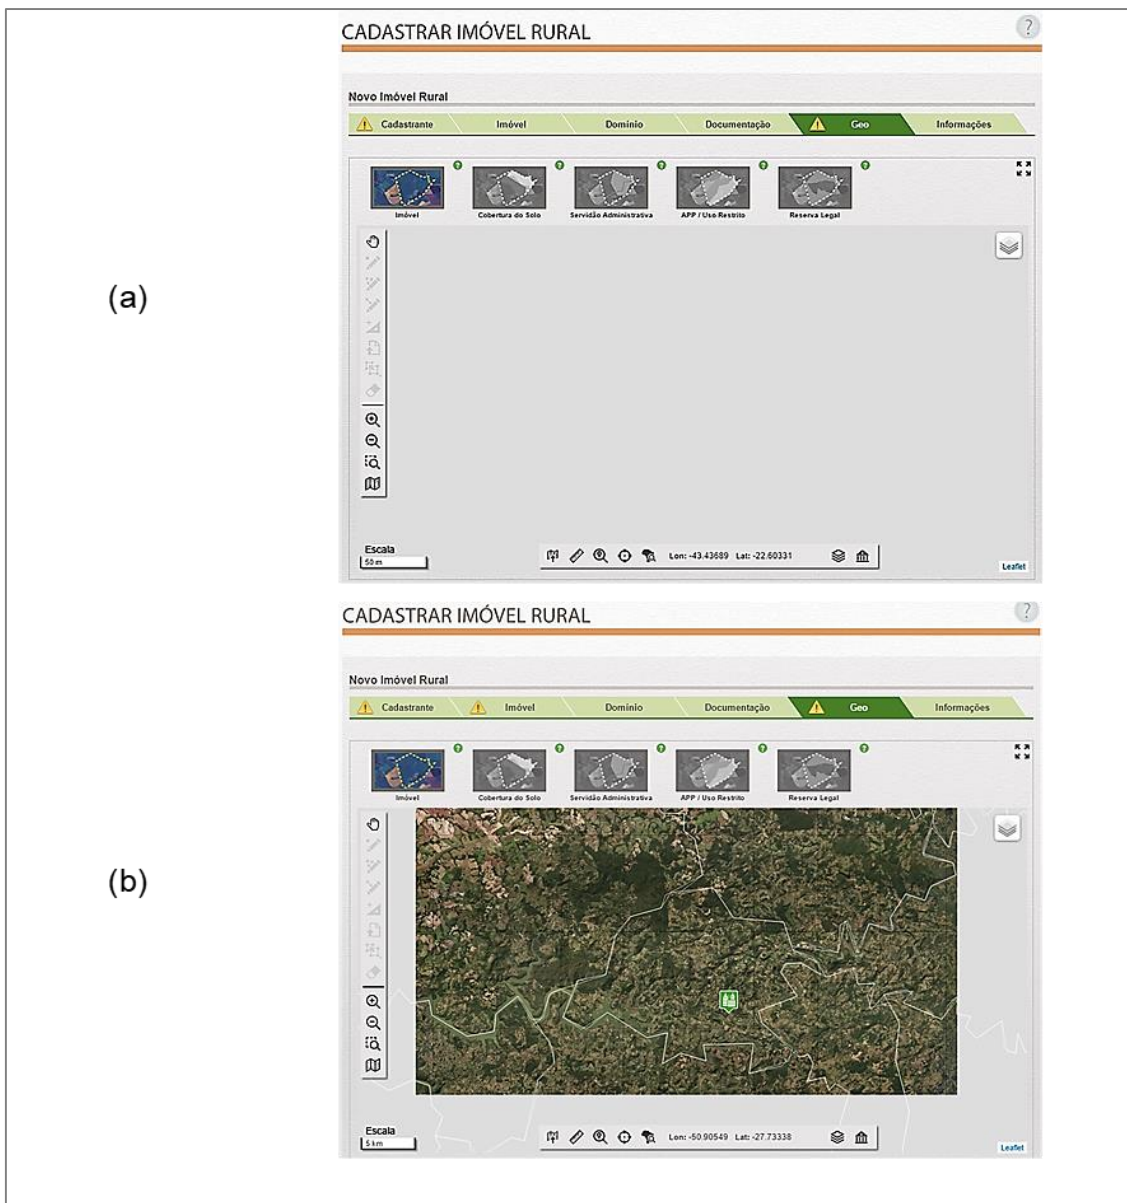 (a)
CADASTRAR IMÓVEL RURAL
?
Novo Imóvel Rural
Cadastrante Imóvel Domínio Documentação Geo Informações
Imóvel Cobertura do Solo Servidão Administrativa APP / Uso Restrito Reserva Legal
Escala
50 m
Lon: -43.43689 Lat: -22.60331
Leaflet
(b)
CADASTRAR IMÓVEL RURAL
?
Novo Imóvel Rural
Cadastrante Imóvel Domínio Documentação Geo Informações
Imóvel Cobertura do Solo Servidão Administrativa APP / Uso Restrito Reserva Legal
Escala
5 km
Lon: -50.90549 Lat: -27.73338
Leaflet